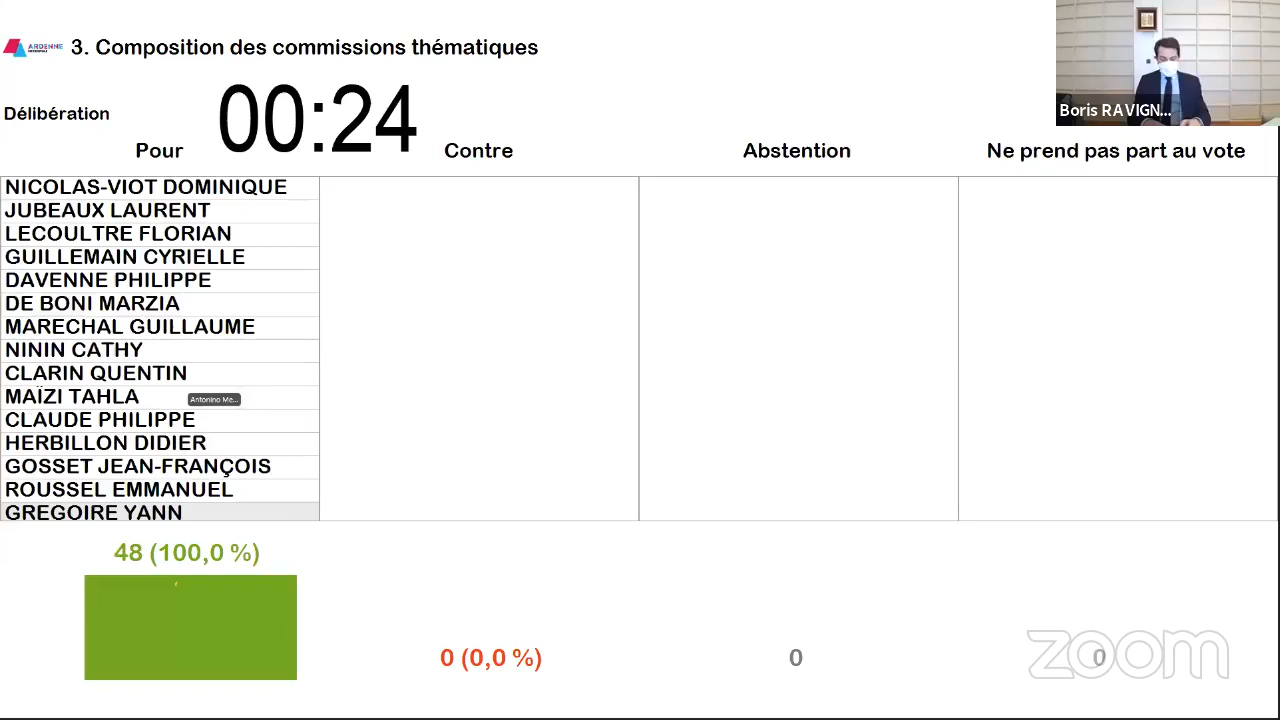 ARDENNE
3. Composition des commissions thématiques
Boris RAVIGN...
Délibération
00:24
Pour
Contre
Abstention
Ne prend pas part au vote
NICOLAS-VIOT DOMINIQUE
JUBEAUX LAURENT
LECOULTRE FLORIAN
GUILLEMAIN CYRIELLE
DAVENNE PHILIPPE
DE BONI MARZIA
MARECHAL GUILLAUME
NININ CATHY
CLARIN QUENTIN
MAÏZI TAHLA
Antonino Me...
CLAUDE PHILIPPE
HERBILLON DIDIER
GOSSET JEAN-FRANÇOIS
ROUSSEL EMMANUEL
GREGOIRE YANN
48 (100,0 %)
0 (0,0 %)
0
0
zoom